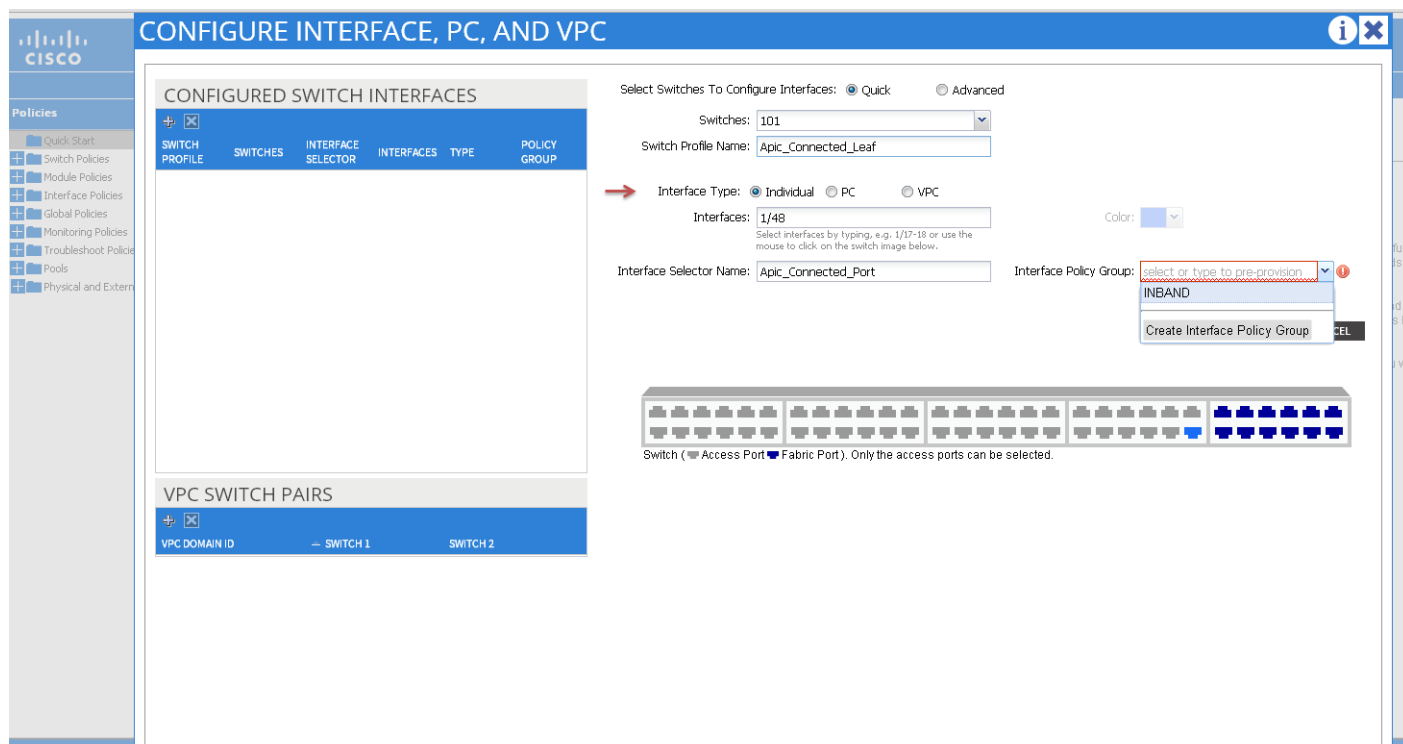 CISCO
CONFIGURE INTERFACE, PC, AND VPC
i
Policies
Quick Start
Switch Policies
Module Policies
Interface Policies
Global Policies
Monitoring Policies
Troubleshoot Policie
Pools
Physical and Extern
CONFIGURED SWITCH INTERFACES
SWITCH PROFILE
SWITCHES
INTERFACE SELECTOR
INTERFACES
TYPE
POLICY GROUP
VPC SWITCH PAIRS
VPC DOMAIN ID
SWITCH 1
SWITCH 2
Select Switches To Configure Interfaces: Quick Advanced
Switches: 101
Switch Profile Name: Apic_Connected_Leaf
Interface Type: Individual PC VPC
Interfaces: 1/48
Color:
Select interfaces by typing, e.g. 1/17-18 or use the
mouse to click on the switch image below.
Interface Selector Name: Apic_Connected_Port
Interface Policy Group: select or type to pre-provision
INBAND
Create Interface Policy Group
CEL
Switch ( Access Port Fabric Port). Only the access ports can be selected.